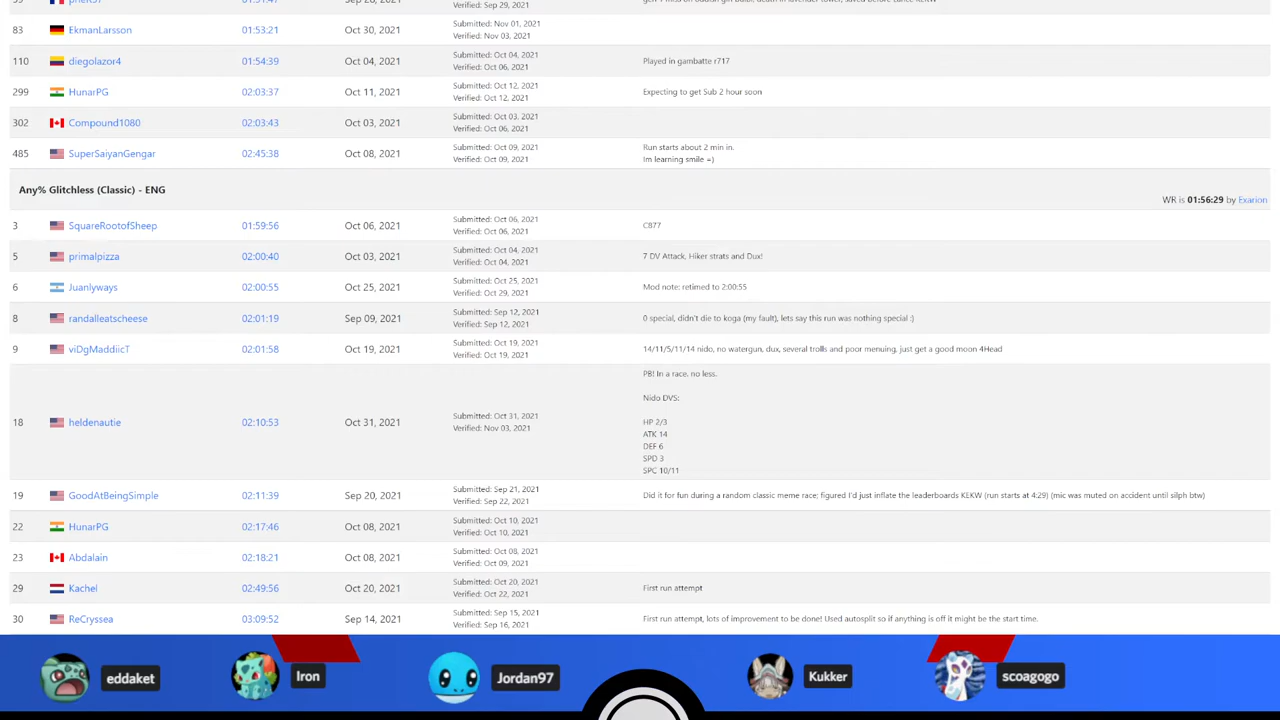 83 EkmanLarsson 01:53:21 Oct 30, 2021 Submitted: Nov 01, 2021
Verified: Nov 03, 2021
110 diegolazor4 01:54:39 Oct 04, 2021 Submitted: Oct 04, 2021 Played in gambatte r717
Verified: Oct 06, 2021
299 HunarPG 02:03:37 Oct 11, 2021 Submitted: Oct 12, 2021 Expecting to get Sub 2 hour soon
Verified: Oct 12, 2021
302 Compound1080 02:03:43 Oct 03, 2021 Submitted: Oct 03, 2021
Verified: Oct 06, 2021
485 SuperSaiyanGengar 02:45:38 Oct 08, 2021 Submitted: Oct 09, 2021 Run starts about 2 min in.
Verified: Oct 09, 2021 Im learning smile =)
Any% Glitchless (Classic) - ENG
WR is 01:56:29 by Exarion
3 SquareRootofSheep 01:59:56 Oct 06, 2021 Submitted: Oct 06, 2021 C877
Verified: Oct 06, 2021
5 primalpizza 02:00:40 Oct 03, 2021 Submitted: Oct 04, 2021 7 DV Attack, Hiker strats and Dux!
Verified: Oct 04, 2021
6 Juanlyways 02:00:55 Oct 25, 2021 Submitted: Oct 25, 2021 Mod note: retimed to 2:00:55
Verified: Oct 29, 2021
8 randalleatscheese 02:01:19 Sep 09, 2021 Submitted: Sep 12, 2021 0 special, didn't die to koga (my fault), lets say this run was nothing special :)
Verified: Sep 12, 2021
9 viDgMaddiicT 02:01:58 Oct 19, 2021 Submitted: Oct 19, 2021 14/11/5/11/14 nido, no watergun, dux, several trolls and poor menuing, just get a good moon 4Head
Verified: Oct 19, 2021
PB! In a race, no less.
Nido DVS:
18 heldenautie 02:10:53 Oct 31, 2021 Submitted: Oct 31, 2021 HP 2/3
Verified: Nov 03, 2021 ATK 14
DEF 6
SPD 3
SPC 10/11
19 GoodAtBeingSimple 02:11:39 Sep 20, 2021 Submitted: Sep 21, 2021 Did it for fun during a random classic meme race; figured I'd just inflate the leaderboards KEKW (run starts at 4:29) (mic was muted on accident until silph btw)
Verified: Sep 22, 2021
22 HunarPG 02:17:46 Oct 08, 2021 Submitted: Oct 10, 2021
Verified: Oct 10, 2021
23 Abdalain 02:18:21 Oct 08, 2021 Submitted: Oct 08, 2021
Verified: Oct 09, 2021
29 Kachel 02:49:56 Oct 20, 2021 Submitted: Oct 20, 2021 First run attempt
Verified: Oct 22, 2021
30 ReCryssea 03:09:52 Sep 14, 2021 Submitted: Sep 15, 2021 First run attempt, lots of improvement to be done! Used autosplit so if anything is off it might be the start time.
Verified: Sep 16, 2021
eddaket Iron Jordan97 Kukker scoagogo